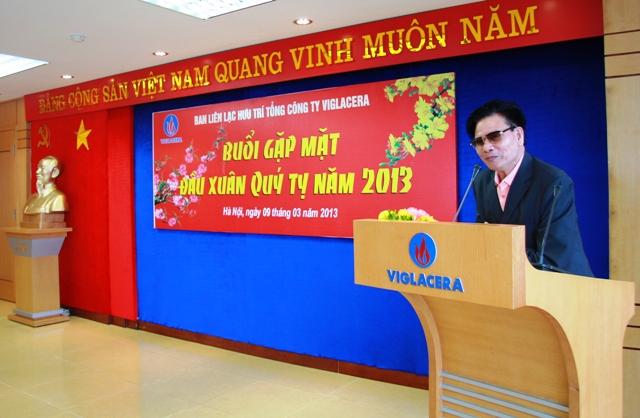 ĐẢNG CỘNG SẢN VIỆT NAM QUANG VINH MUÔN NĂM
VIGLACERA
BAN LIÊN LẠC HƯU TRÍ TỔNG CÔNG TY VIGLACERA
BUỔI GẶP MẶT
ĐẦU XUÂN QUÝ TỴ NĂM 2013
Hà Nội, ngày 09 tháng 03 năm 2013
VIGLACERA